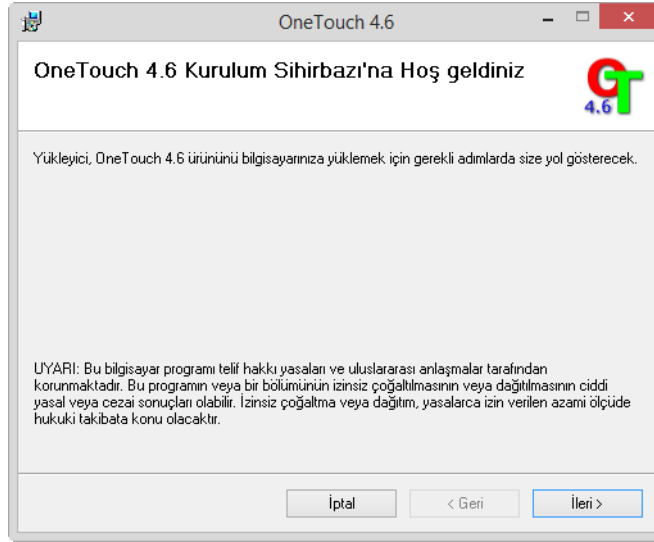 OneTouch 4.6
OneTouch 4.6 Kurulum Sihirbazı'na Hoş geldiniz
GT
4.6
Yükleyici, OneTouch 4.6 ürününü bilgisayarınıza yüklemek için gerekli adımlarda size yol gösterecek.
UYARI: Bu bilgisayar programı telif hakkı yasaları ve uluslararası anlaşmalar tarafından
korunmaktadır. Bu programın veya bir bölümünün izinsiz çoğaltılmasının veya dağıtılmasının ciddi
yasal veya cezai sonuçları olabilir. İzinsiz çoğaltma veya dağıtım, yasalarca izin verilen azami ölçüde
hukuki takibata konu olacaktır.
İptal
< Geri
İleri >